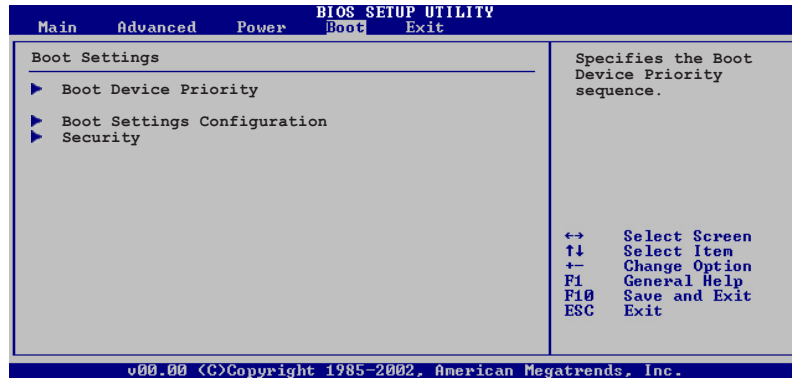 BIOS SETUP UTILITY
Main Advanced Power Boot Exit
Boot Settings
Boot Device Priority
Boot Settings Configuration
Security
Specifies the Boot
Device Priority
sequence.
↔ Select Screen
↑↓ Select Item
+- Change Option
F1 General Help
F10 Save and Exit
ESC Exit
v00.00 (C)Copyright 1985-2002, American Megatrends, Inc.